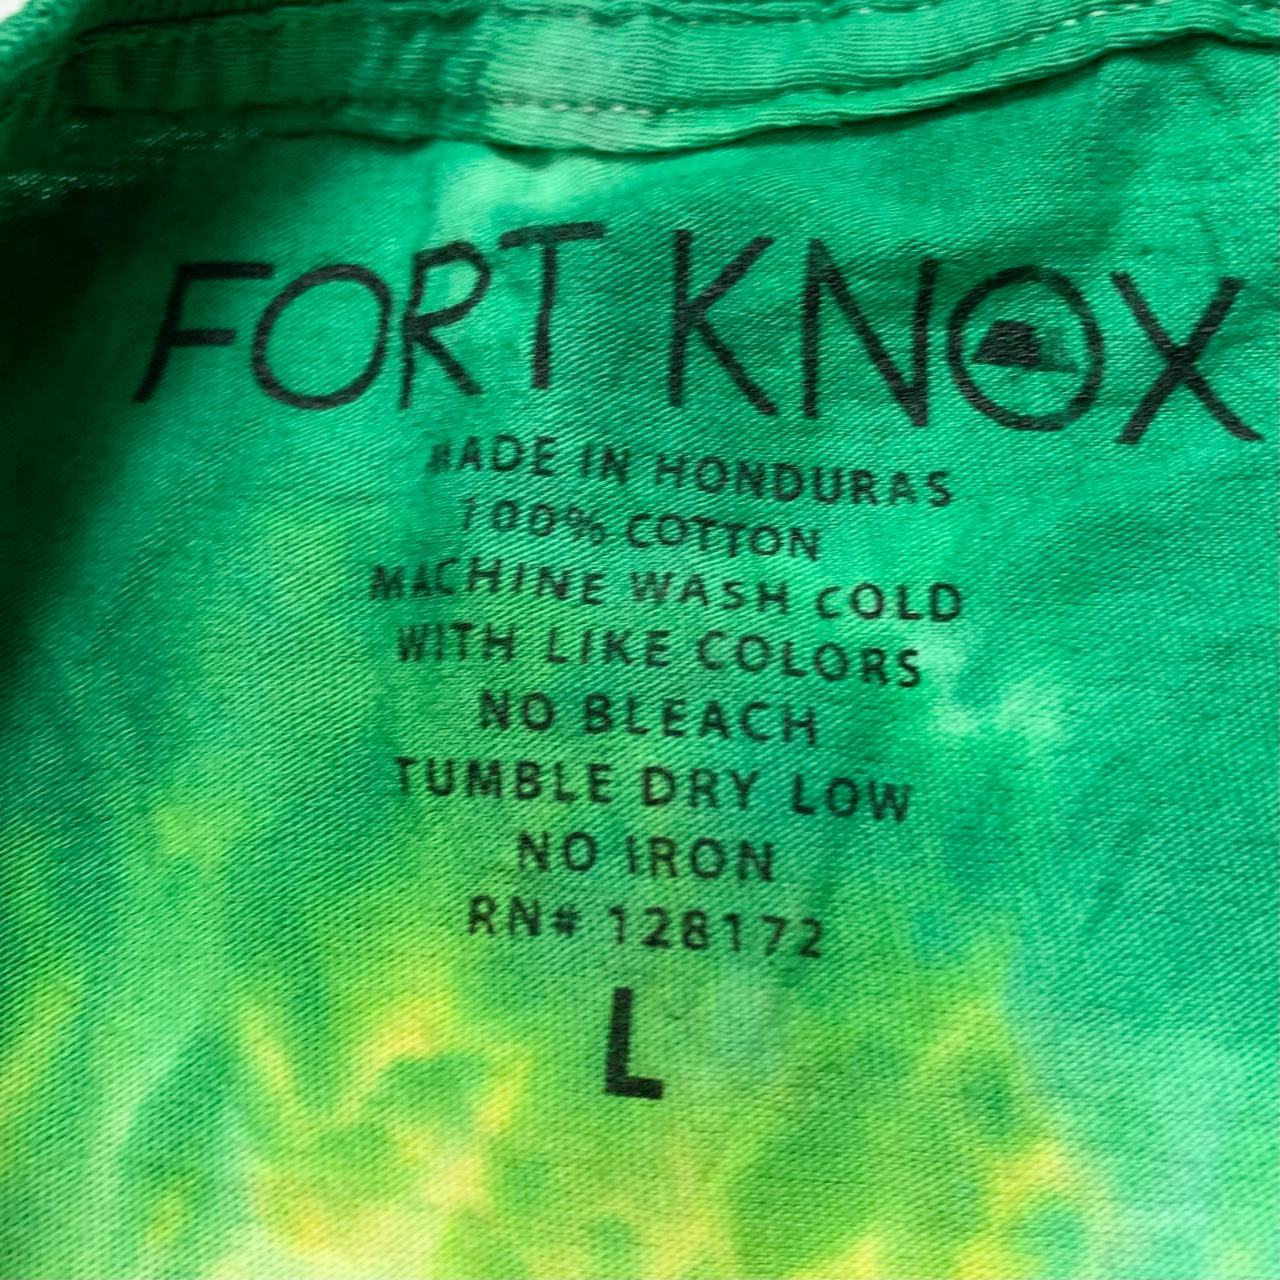 FORT KNOX
MADE IN HONDURAS
100% COTTON
MACHINE WASH COLD
WITH LIKE COLORS
NO BLEACH
TUMBLE DRY LOW
NO IRON
RN# 128172
L